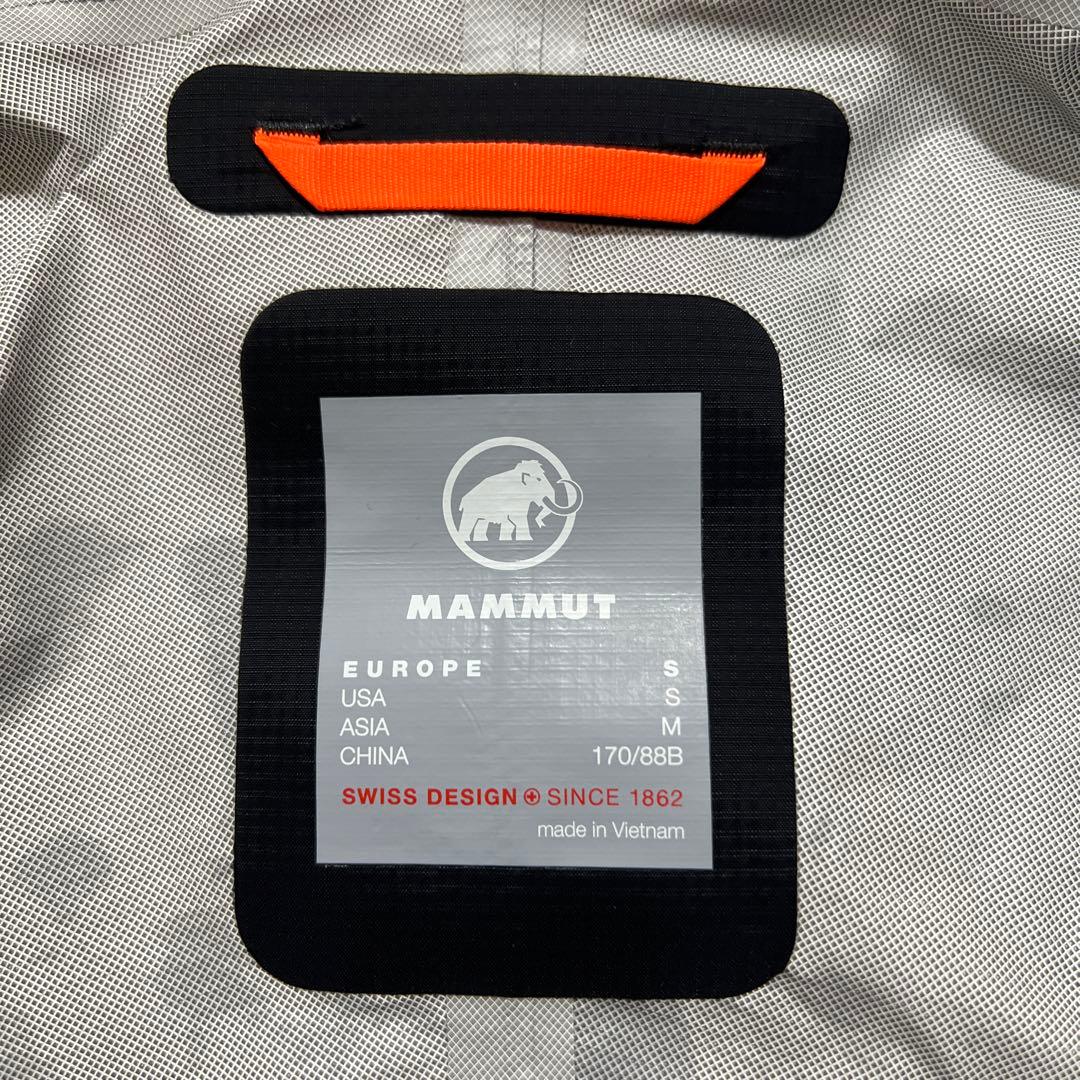 MAMMUT
EUROPE S
USA S
ASIA M
CHINA 170/88B
SWISS DESIGN SINCE 1862
made in Vietnam